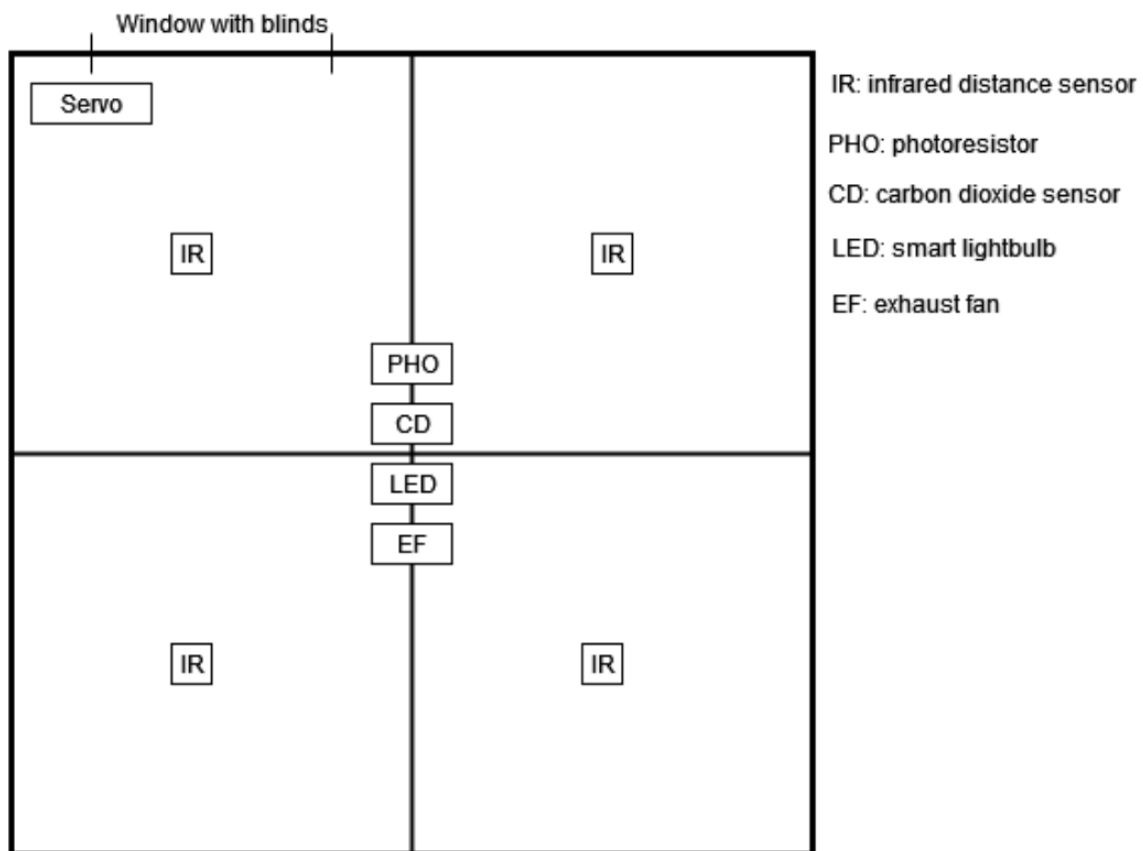 Window with blinds
Servo
IR: infrared distance sensor
PHO: photoresistor
CD: carbon dioxide sensor
IR
IR
LED: smart lightbulb
EF: exhaust fan
PHO
CD
LED
EF
IR
IR